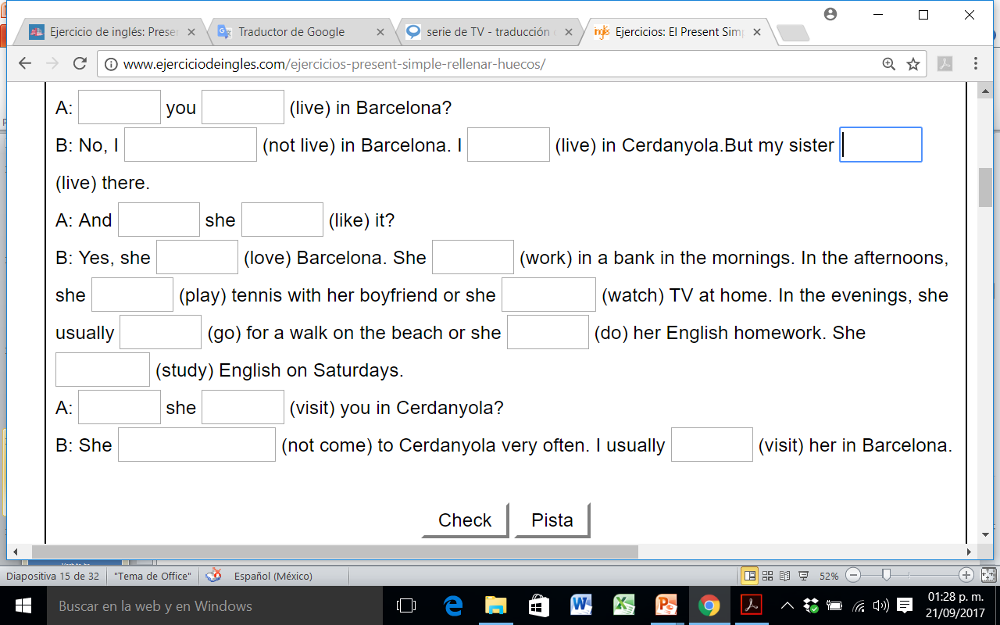 Ejercicio de inglés: Prese
Traductor de Google
serie de TV - traducción
Ejercicios: El Present Sim
www.ejerciciodeingles.com/ejercicios-present-simple-rellenar-huecos/
A: you (live) in Barcelona?
B: No, I (not live) in Barcelona. I (live) in Cerdanyola.But my sister
(live) there.
A: And she (like) it?
B: Yes, she (love) Barcelona. She (work) in a bank in the mornings. In the afternoons,
she (play) tennis with her boyfriend or she (watch) TV at home. In the evenings, she
usually (go) for a walk on the beach or she (do) her English homework. She
(study) English on Saturdays.
A: she (visit) you in Cerdanyola?
B: She (not come) to Cerdanyola very often. I usually (visit) her in Barcelona.
Check Pista
Diapositiva 15 de 32 "Tema de Office" Español (México) 52%
Buscar en la web y en Windows
01:28 p. m.
21/09/2017